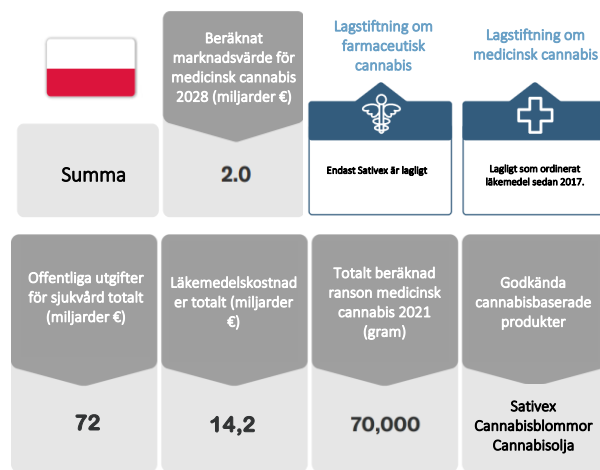 Summa
Beräknat
marknadsvärde för
medicinsk cannabis
2028 (miljarder €)
2.0
Lagstiftning om
farmaceutisk
cannabis
Endast Sativex är lagligt
Lagstiftning om
medicinsk cannabis
Lagligt som ordinerat
läkemedel sedan 2017.
Offentliga utgifter
för sjukvård totalt
(miljarder €)
72
Läkemedelskostnad
er totalt (miljarder
€)
14,2
Totalt beräknad
ranson medicinsk
cannabis 2021
(gram)
70,000
Godkända
cannabisbaserade
produkter
Sativex
Cannabisblommor
Cannabisolja